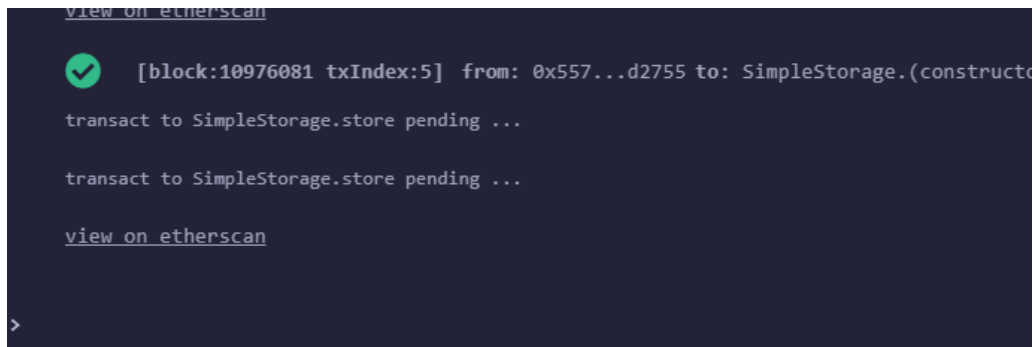 view on etherscan
[block:10976081 txIndex:5] from: 0x557...d2755 to: SimpleStorage.(constructo
transact to SimpleStorage.store pending ...
transact to SimpleStorage.store pending ...
view on etherscan
>